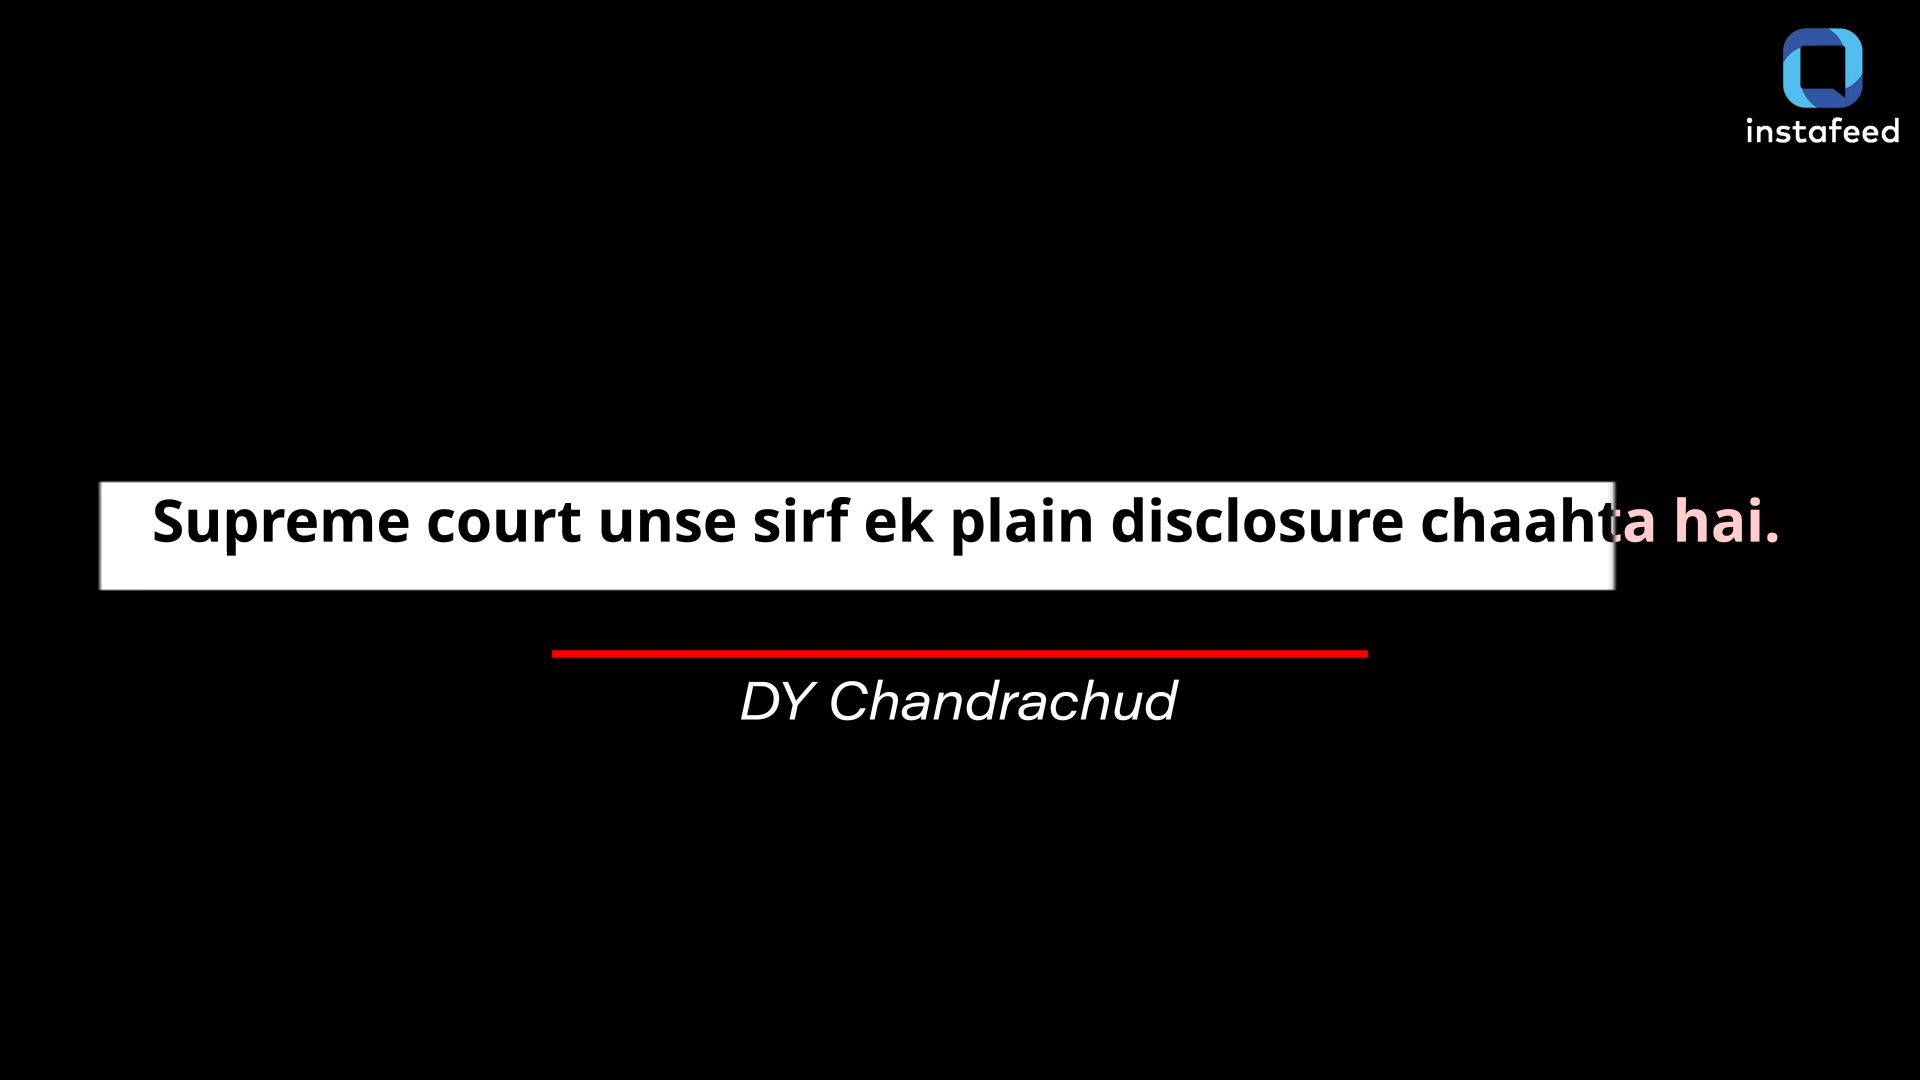 instafeed
Supreme court unse sirf ek plain disclosure chaahta hai.
DY Chandrachud